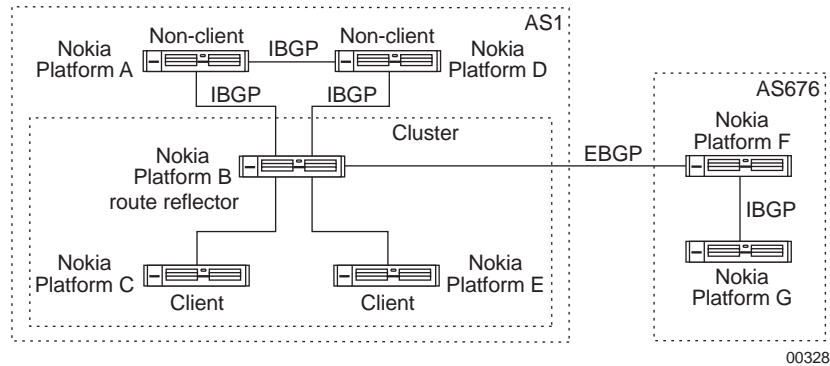 AS1
Non-client
Non-client
Nokia
Platform A
IBGP
Nokia
Platform D
IBGP
IBGP
AS676
Cluster
Nokia
Platform F
Nokia
Platform B
route reflector
EBGP
IBGP
Nokia
Platform C
Client
Client
Nokia
Platform E
Nokia
Platform G
00328